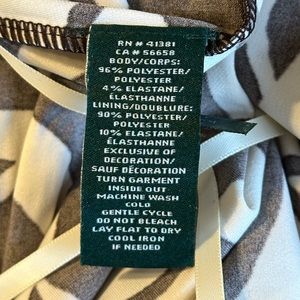 RN # 41381
CA # 56658
BODY/CORPS:
96% POLYESTER/
POLYESTER
4% ELASTANE/
ÉLASTHANNE
LINING/DOUBLURE:
90% POLYESTER/
POLYESTER
10% ELASTANE/
ÉLASTHANNE
EXCLUSIVE OF
DECORATION/
SAUF DÉCORATION
TURN GARMENT
INSIDE OUT
MACHINE WASH
COLD
GENTLE CYCLE
DO NOT BLEACH
LAY FLAT TO DRY
COOL IRON
IF NEEDED